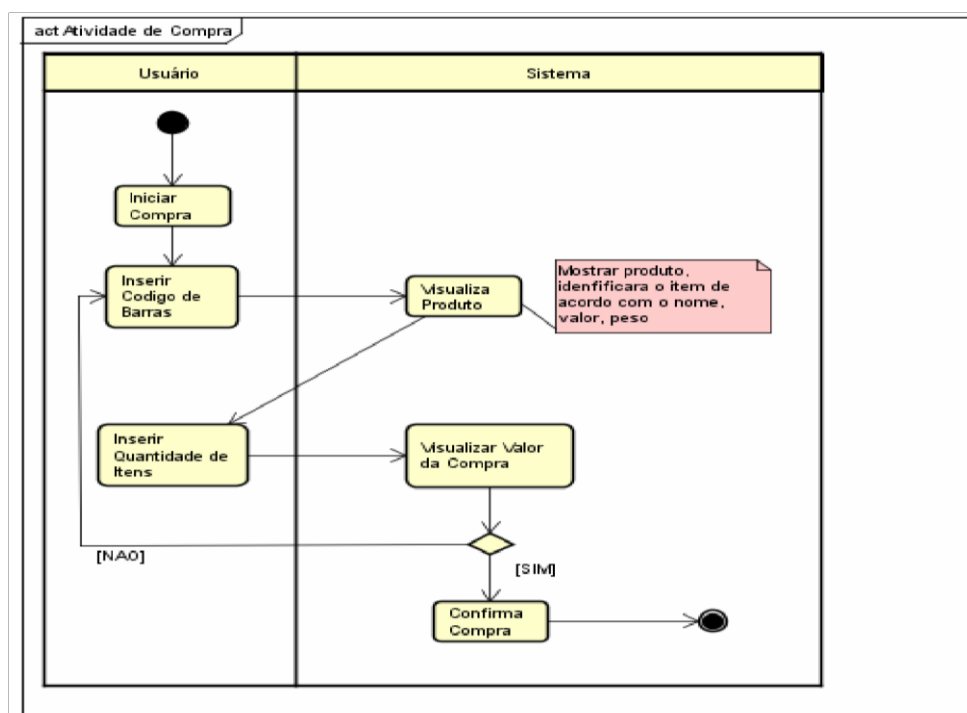 act Atividade de Compra
Usuário
Sistema
Iniciar
Compra
Inserir
Codigo de
Barras
Visualiza
Produto
Mostrar produto,
idenfificara o item de
acordo com o nome,
valor, peso
Inserir
Quantidade de
Itens
Visualizar Valor
da Compra
[NAO]
[SIM]
Confirma
Compra